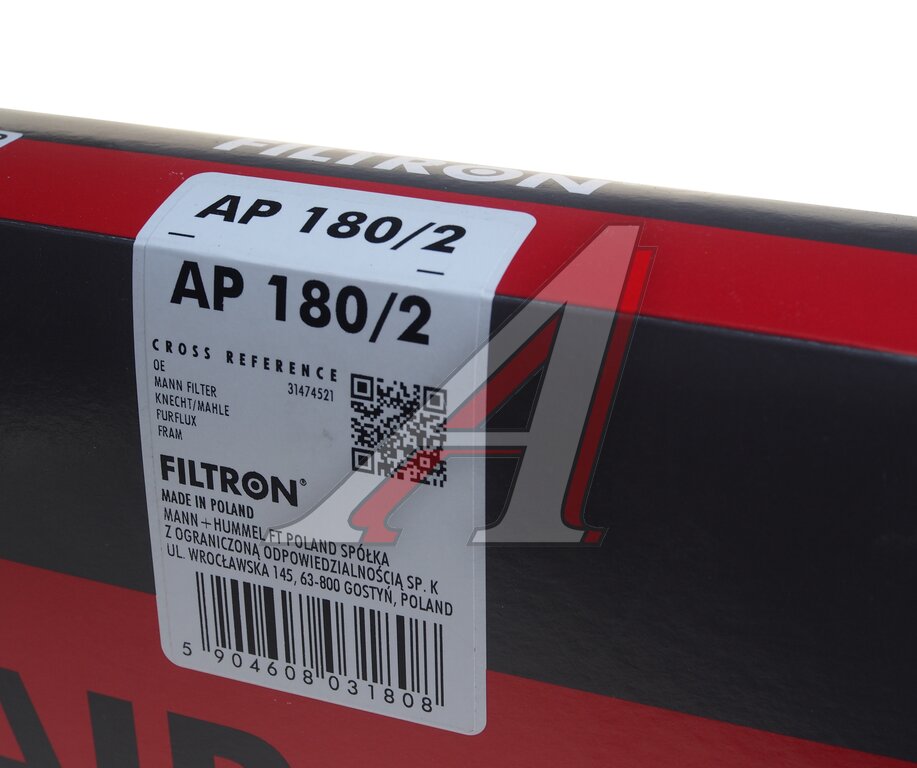 FILTRON
AP 180/2
AP 180/2
CROSS REFERENCE
OE 31474521
MANN FILTER
KNECHT/MAHLE
PURFLUX
FRAM
FILTRON®
MADE IN POLAND
MANN+HUMMEL FT POLAND SPÓŁKA
Z OGRANICZONĄ ODPOWIEDZIALNOŚCIĄ SP. K
UL. WROCŁAWSKA 145, 63-800 GOSTYŃ, POLAND
5 904608 031808
AIR